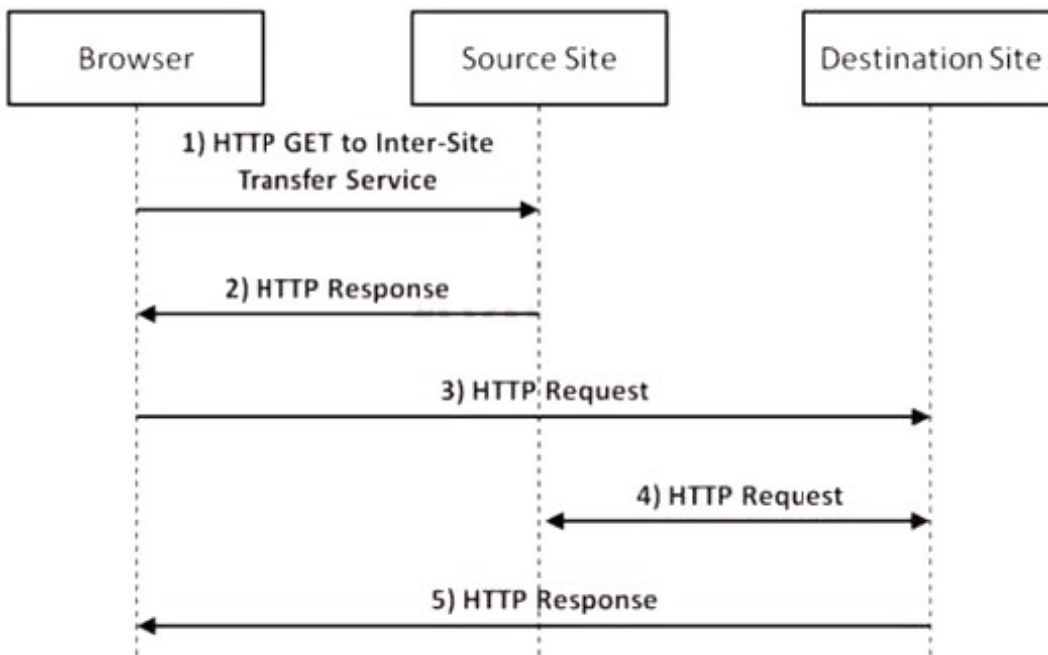 Browser
Source Site
Destination Site
1) HTTP GET to Inter-Site
Transfer Service
2) HTTP Response
3) HTTP Request
4) HTTP Request
5) HTTP Response